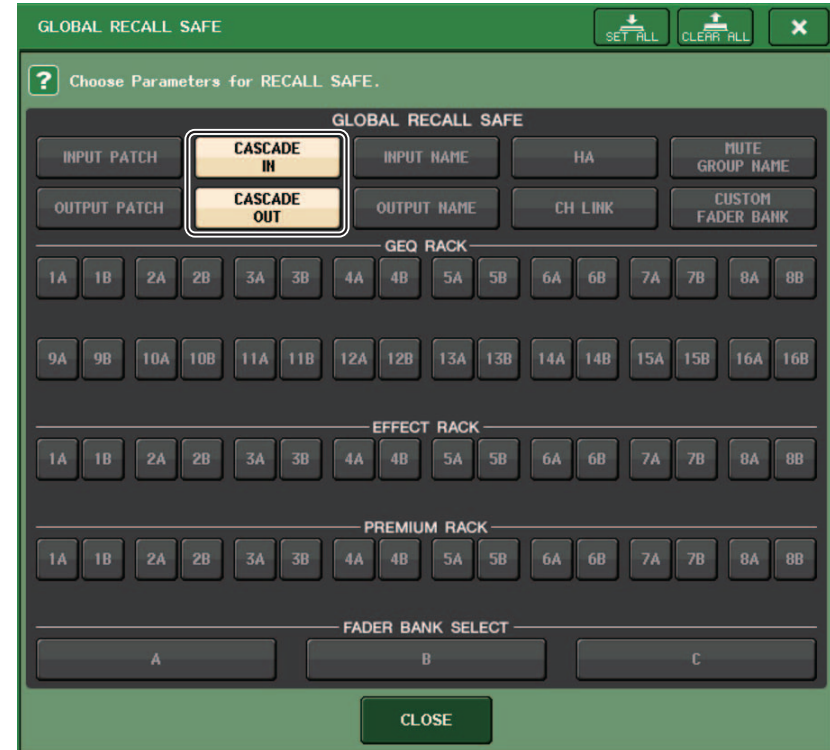 GLOBAL RECALL SAFE
SET ALL
CLEAR ALL
? Choose Parameters for RECALL SAFE.
GLOBAL RECALL SAFE
INPUT PATCH
CASCADE
IN
INPUT NAME
HA
MUTE
GROUP NAME
OUTPUT PATCH
CASCADE
OUT
OUTPUT NAME
CH LINK
CUSTOM
FADER BANK
GEQ RACK
1A 1B 2A 2B 3A 3B 4A 4B 5A 5B 6A 6B 7A 7B 8A 8B
9A 9B 10A 10B 11A 11B 12A 12B 13A 13B 14A 14B 15A 15B 16A 16B
EFFECT RACK
1A 1B 2A 2B 3A 3B 4A 4B 5A 5B 6A 6B 7A 7B 8A 8B
PREMIUM RACK
1A 1B 2A 2B 3A 3B 4A 4B 5A 5B 6A 6B 7A 7B 8A 8B
FADER BANK SELECT
A B C
CLOSE